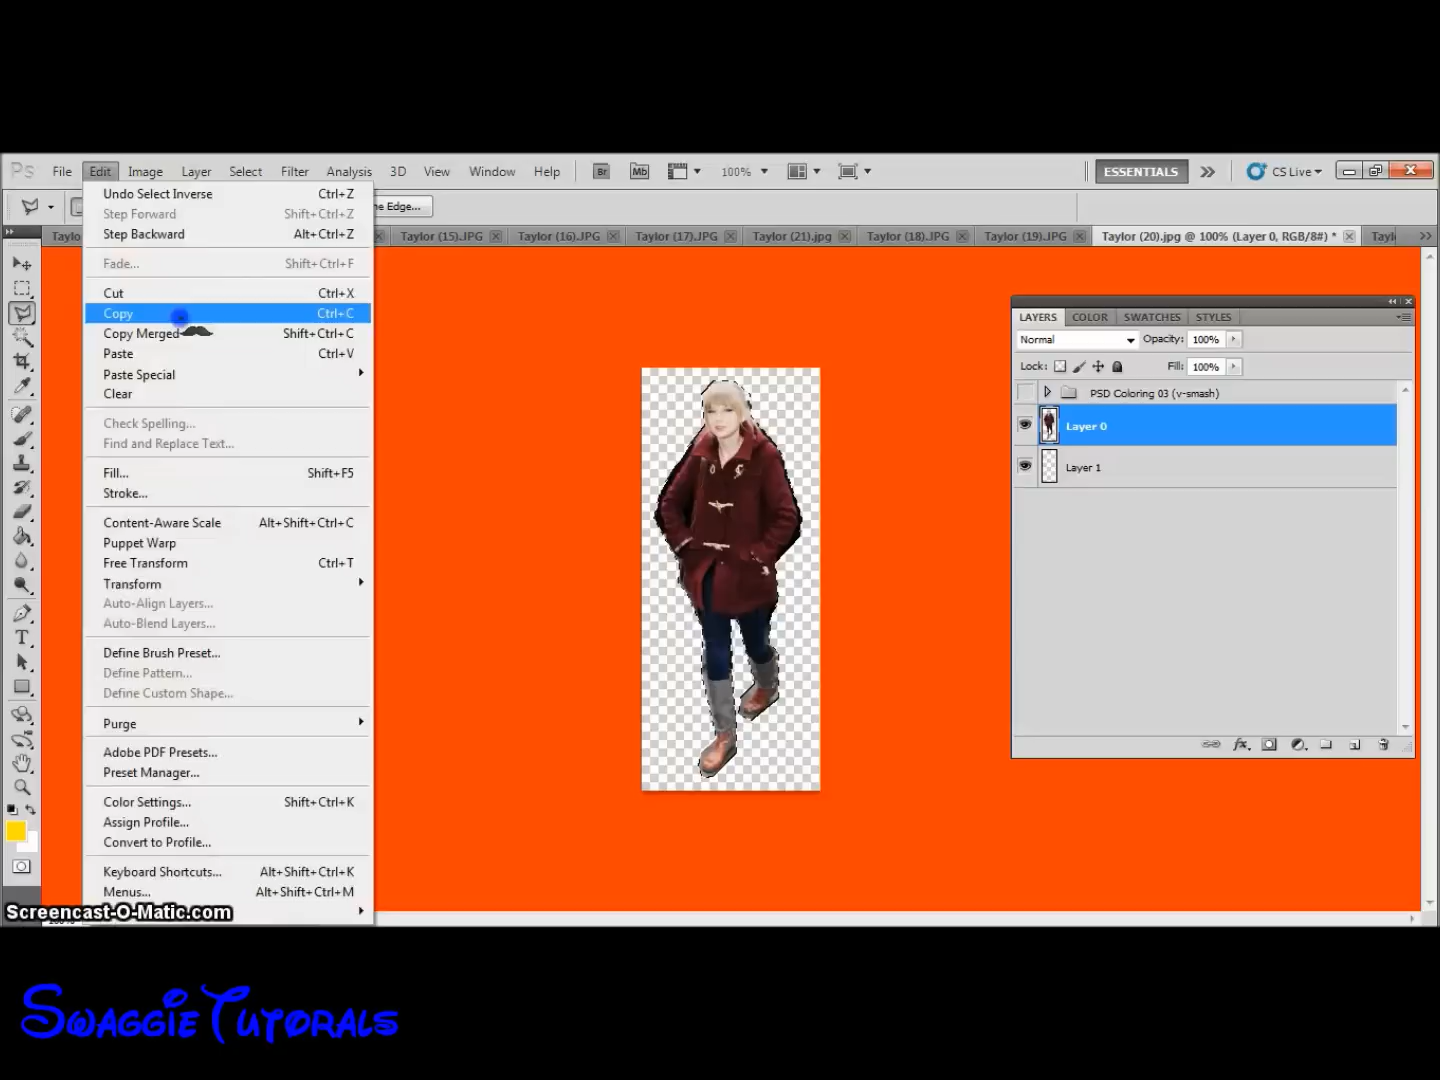 Ps File Edit Image Layer Select Filter Analysis 3D View Window Help Br Mb 100% ESSENTIALS CS Live
Edge...
Taylor (15).JPG Taylor (16).JPG Taylor (17).JPG Taylor (21).jpg Taylor (18).JPG Taylor (19).JPG Taylor (20).jpg @ 100% (Layer 0, RGB/8#) *
Undo Select Inverse Ctrl+Z
Step Forward Shift+Ctrl+Z
Step Backward Alt+Ctrl+Z
Fade... Shift+Ctrl+F
Cut Ctrl+X
Copy Ctrl+C
Copy Merged Shift+Ctrl+C
Paste Ctrl+V
Paste Special
Clear
Check Spelling...
Find and Replace Text...
Fill... Shift+F5
Stroke...
Content-Aware Scale Alt+Shift+Ctrl+C
Puppet Warp
Free Transform Ctrl+T
Transform
Auto-Align Layers...
Auto-Blend Layers...
Define Brush Preset...
Define Pattern...
Define Custom Shape...
Purge
Adobe PDF Presets...
Preset Manager...
Color Settings... Shift+Ctrl+K
Assign Profile...
Convert to Profile...
Keyboard Shortcuts... Alt+Shift+Ctrl+K
Menus... Alt+Shift+Ctrl+M
LAYERS COLOR SWATCHES STYLES
Normal Opacity: 100%
Lock: Fill: 100%
PSD Coloring 03 (v-smash)
Layer 0
Layer 1
Screencast-O-Matic.com
Swaggie Tutorals